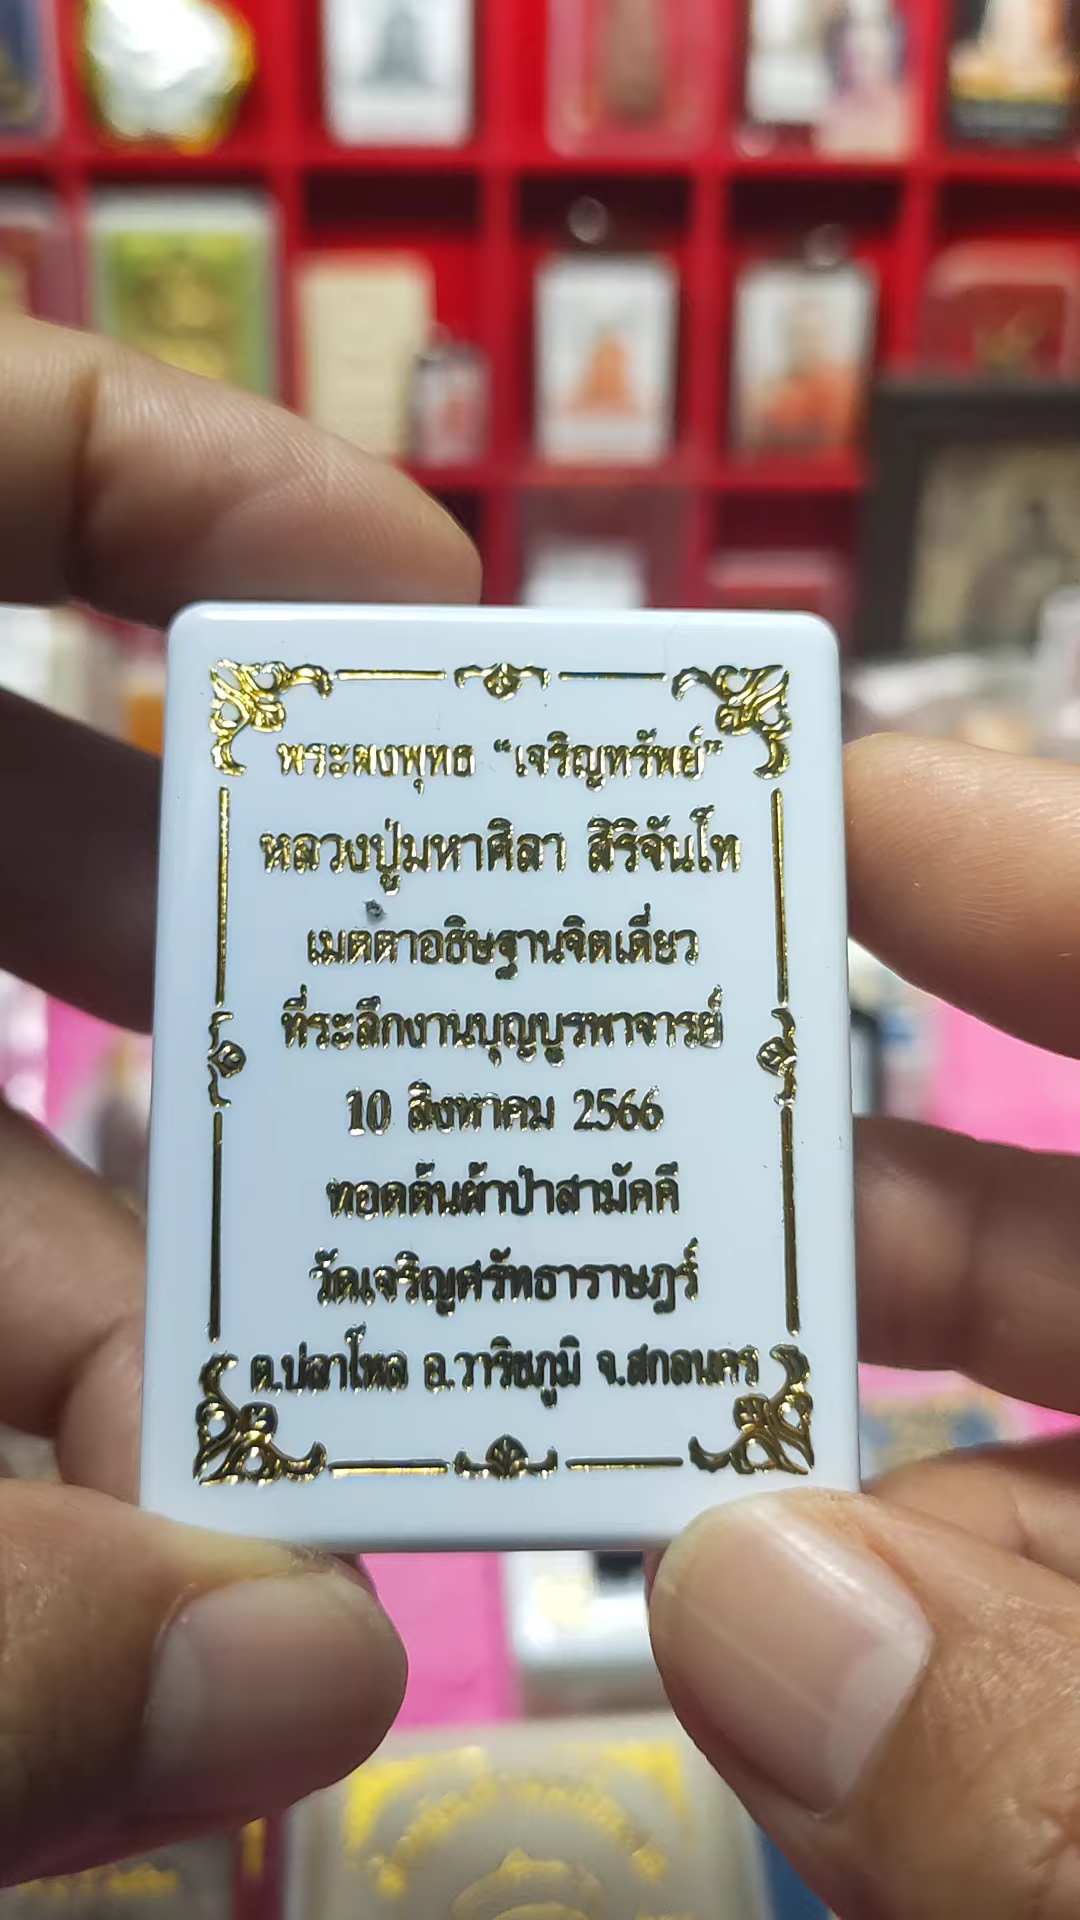 พระผงพุทธ “เจริญทรัพย์”
หลวงปู่มหาศิลา สิริจันโท
เมตตาอธิษฐานจิตเดี่ยว
ที่ระลึกงานบุญบูรพาจารย์
10 สิงหาคม 2566
ทอดต้นผ้าป่าสามัคคี
วัดเจริญศรัทธาราษฎร์
ต.ปลาโหล อ.วาริชภูมิ จ.สกลนคร